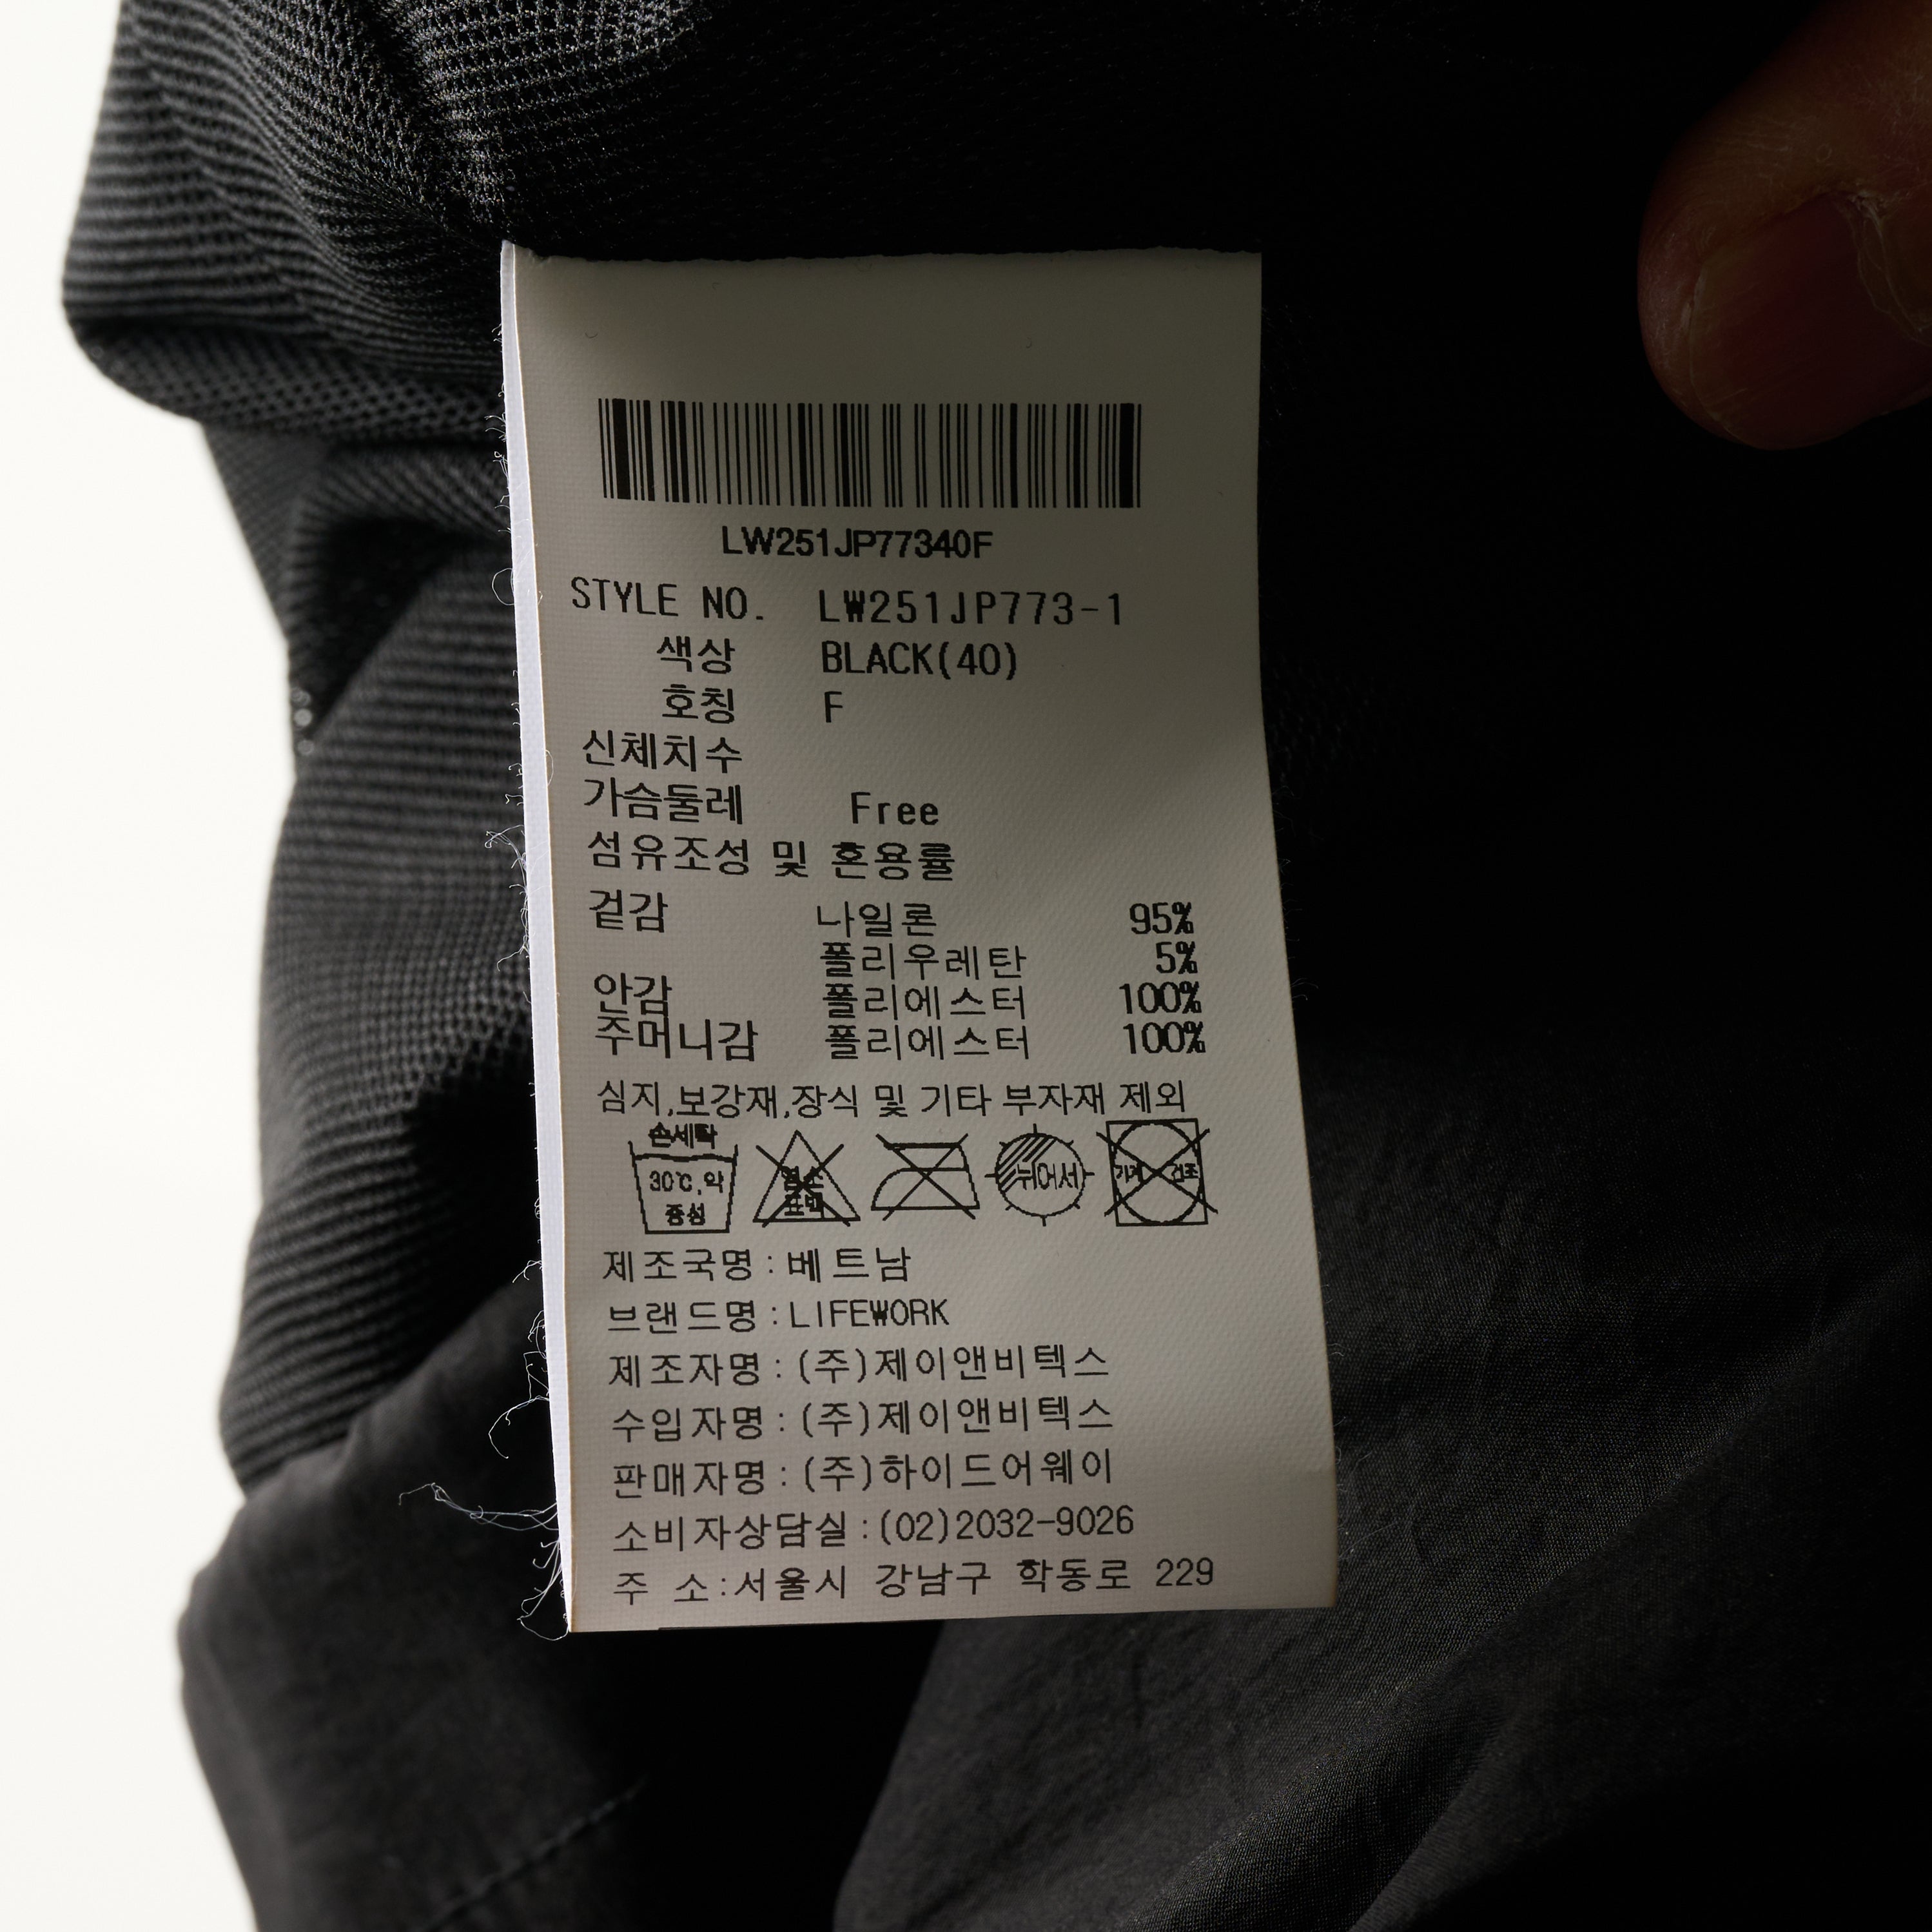 LW251JP77340F
STYLE NO. LW251JP773-1
색상 BLACK(40)
호칭 F
신체치수
가슴둘레 Free
섬유조성 및 혼용률
겉감 나일론 95%
폴리우레탄 5%
안감 폴리에스터 100%
주머니감 폴리에스터 100%
심지,보강재,장식 및 기타 부자재 제외
손세탁
30℃,약
중성
염소
표백
뉘어서
기계 건조
제조국명:베트남
브랜드명:LIFEWORK
제조자명:(주)제이앤비텍스
수입자명:(주)제이앤비텍스
판매자명:(주)하이드어웨이
소비자상담실:(02)2032-9026
주 소:서울시 강남구 학동로 229